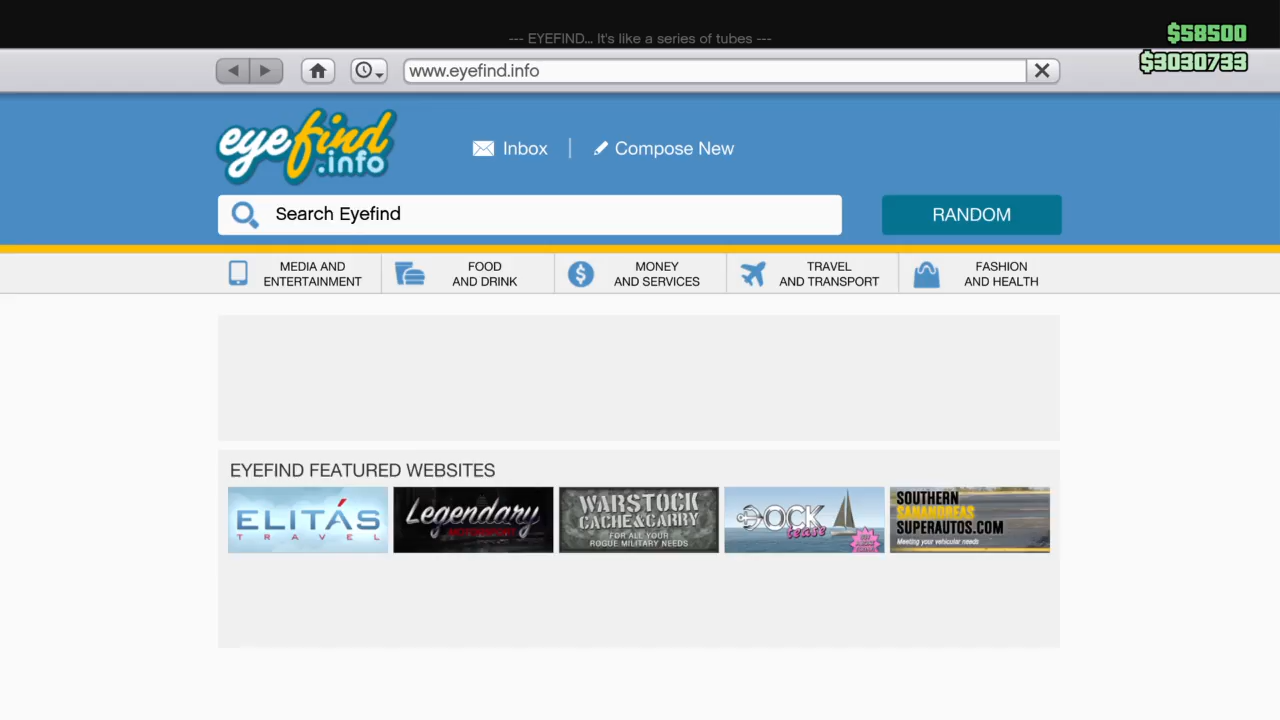 --- EYEFIND... It's like a series of tubes ---
$58500
$3030733
www.eyefind.info
eyefind
.info
Inbox
Compose New
Search Eyefind
RANDOM
MEDIA AND
ENTERTAINMENT
FOOD
AND DRINK
MONEY
AND SERVICES
TRAVEL
AND TRANSPORT
FASHION
AND HEALTH
EYEFIND FEATURED WEBSITES
ELITÁS
TRAVEL
Legendary
MOTORSPORT
WARSTOCK
CACHE&CARRY
FOR ALL YOUR
ROGUE MILITARY NEEDS
DOCK
tease
SOUTHERN
SANANDREAS
SUPERAUTOS.COM
Meeting your vehicular needs